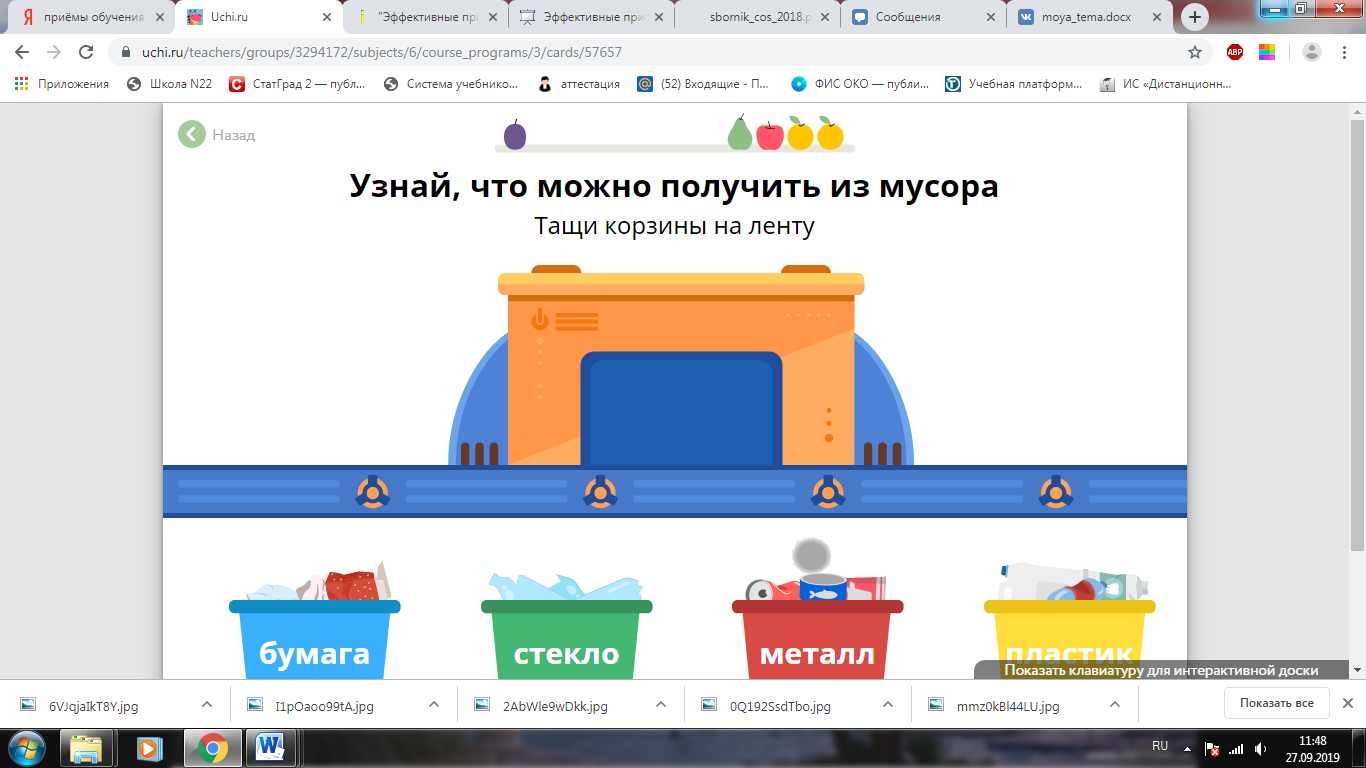 приёмы обучения
Uchi.ru
"Эффективные при
Эффективные при
sbornik_cos_2018.p
Сообщения
moya_tema.docx
uchi.ru/teachers/groups/3294172/subjects/6/course_programs/3/cards/57657
ABP
Приложения
Школа N22
СтатГрад 2 — публ...
Система учебнико...
аттестация
(52) Входящие - П...
ФИС ОКО — публи...
Учебная платформ...
ИС «Дистанционн...
Назад
Узнай, что можно получить из мусора
Тащи корзины на ленту
бумага
стекло
металл
пластик
Показать клавиатуру для интерактивной доски
6VJqjaIkT8Y.jpg
I1pOaoo99tA.jpg
2AbWle9wDkk.jpg
0Q192SsdTbo.jpg
mmz0kBl44LU.jpg
Показать все
RU
11:48
27.09.2019